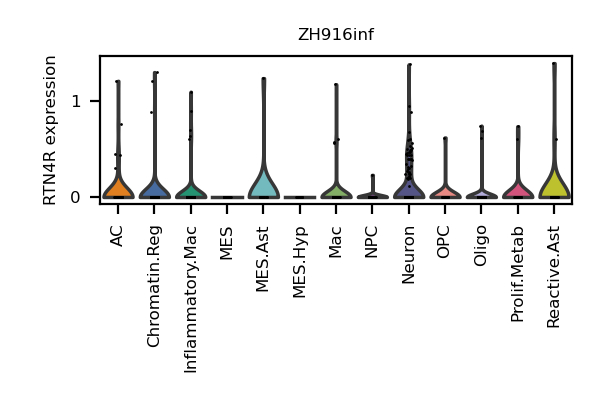 ZH916inf
RTN4R expression
1
0
AC
Chromatin.Reg
Inflammatory.Mac
MES
MES.Ast
MES.Hyp
Mac
NPC
Neuron
OPC
Oligo
Prolif.Metab
Reactive.Ast